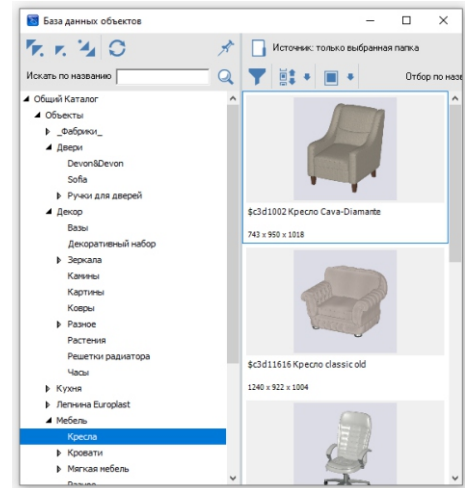 База данных объектов
Искать по названию
Общий Каталог
Объекты
_Фабрики_
Двери
Devon&Devon
Sofia
Ручки для дверей
Декор
Вазы
Декоративный набор
Зеркала
Камины
Картины
Ковры
Разное
Растения
Решетки радиатора
Часы
Кухня
Лепнина Europlast
Мебель
Кресла
Кровати
Мягкая мебель
Разное
Источник: только выбранная папка
Отбор по назв
$c3d1002 Кресло Cava-Diamante
743 x 950 x 1018
$c3d11616 Кресло classic old
1240 x 922 x 1004